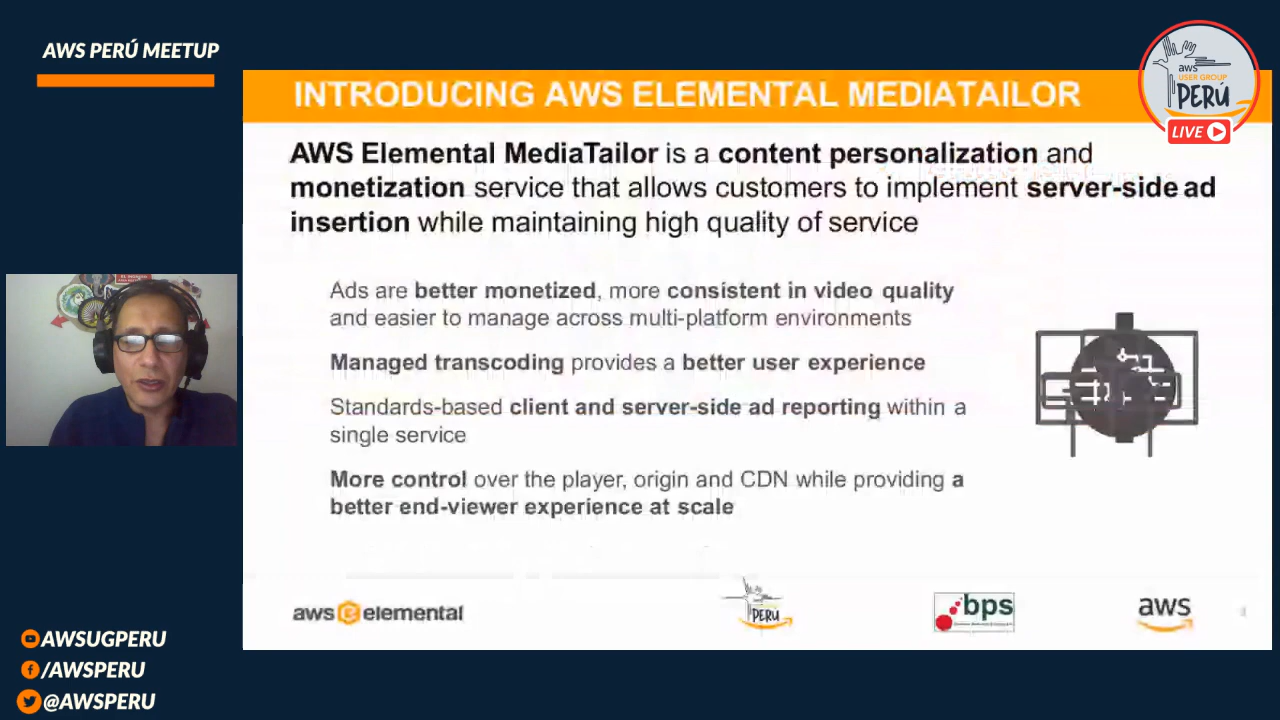 AWS PERÚ MEETUP
aws
USER GROUP
PERÚ
LIVE
INTRODUCING AWS ELEMENTAL MEDIATAILOR
AWS Elemental MediaTailor is a content personalization and
monetization service that allows customers to implement server-side ad
insertion while maintaining high quality of service
Ads are better monetized, more consistent in video quality
and easier to manage across multi-platform environments
Managed transcoding provides a better user experience
Standards-based client and server-side ad reporting within a
single service
More control over the player, origin and CDN while providing a
better end-viewer experience at scale
aws elemental
PERÚ
bps
aws
AWSUGPERU
/AWSPERU
@AWSPERU